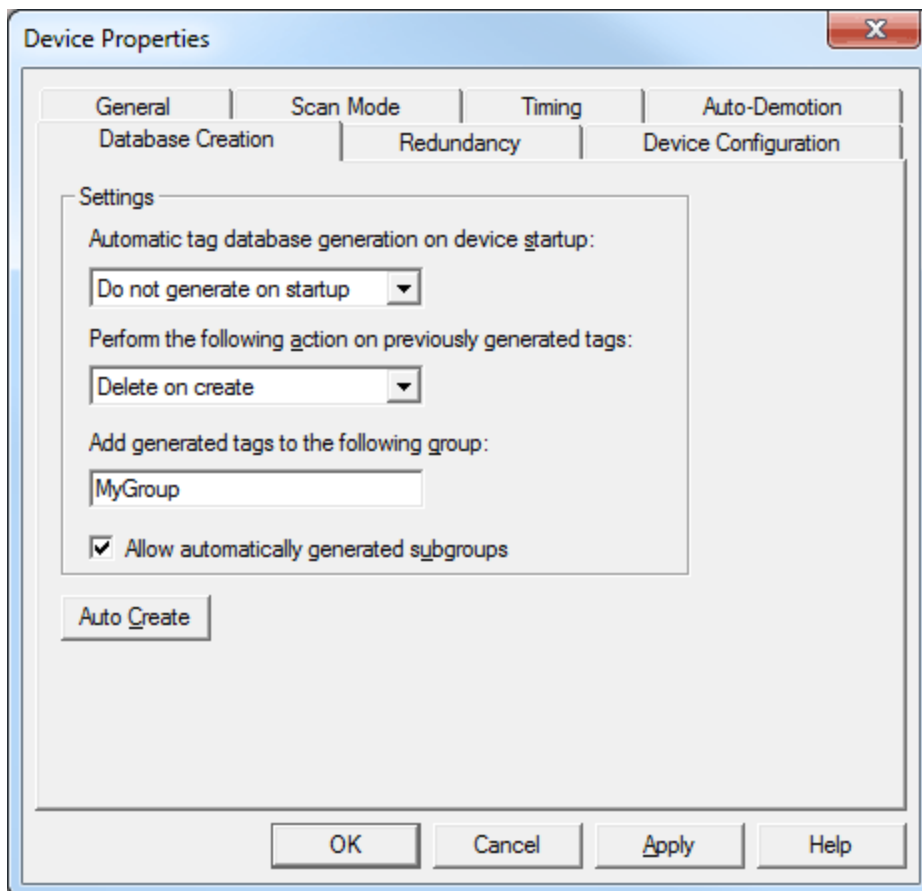 Device Properties
General Scan Mode Timing Auto-Demotion
Database Creation Redundancy Device Configuration
Settings
Automatic tag database generation on device startup:
Do not generate on startup
Perform the following action on previously generated tags:
Delete on create
Add generated tags to the following group:
MyGroup
Allow automatically generated subgroups
Auto Create
OK Cancel Apply Help